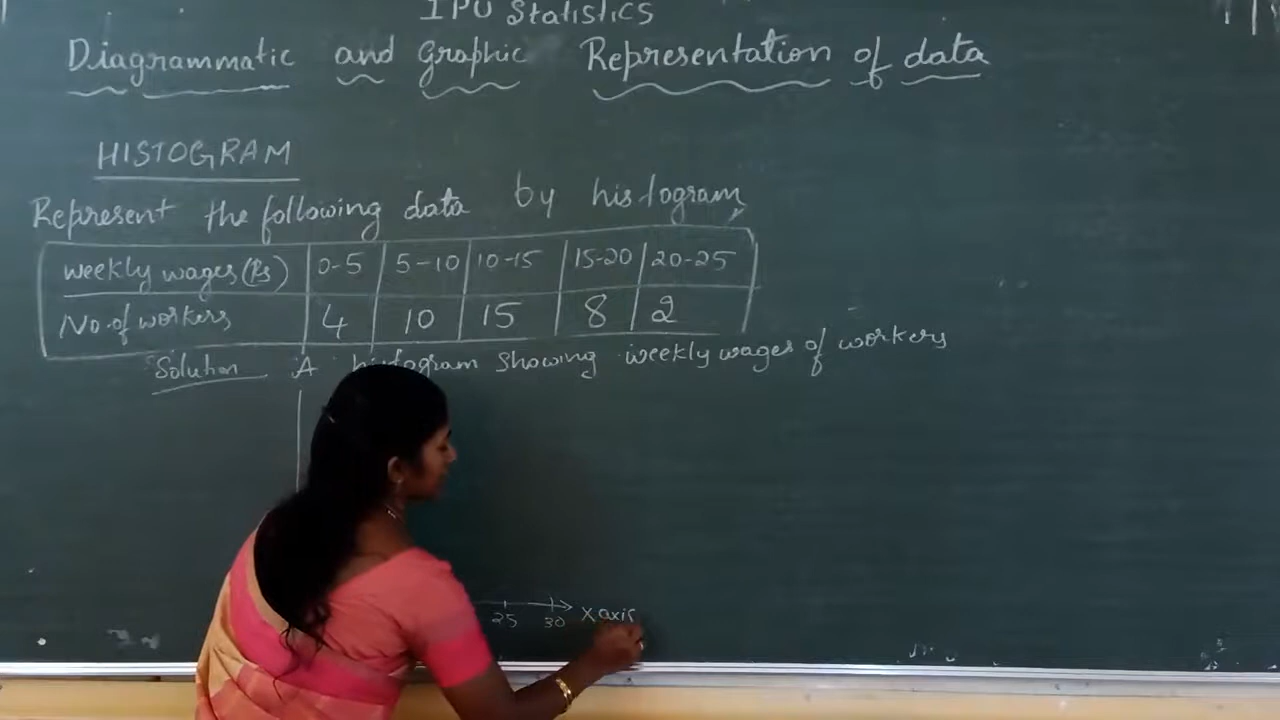 I PU Statistics
Diagrammatic and Graphic Representation of data
HISTOGRAM
Represent the following data by histogram
weekly wages (Rs) 0-5 5-10 10-15 15-20 20-25
No. of workers 4 10 15 8 2
Solution A histogram showing weekly wages of workers
25 30 X axis